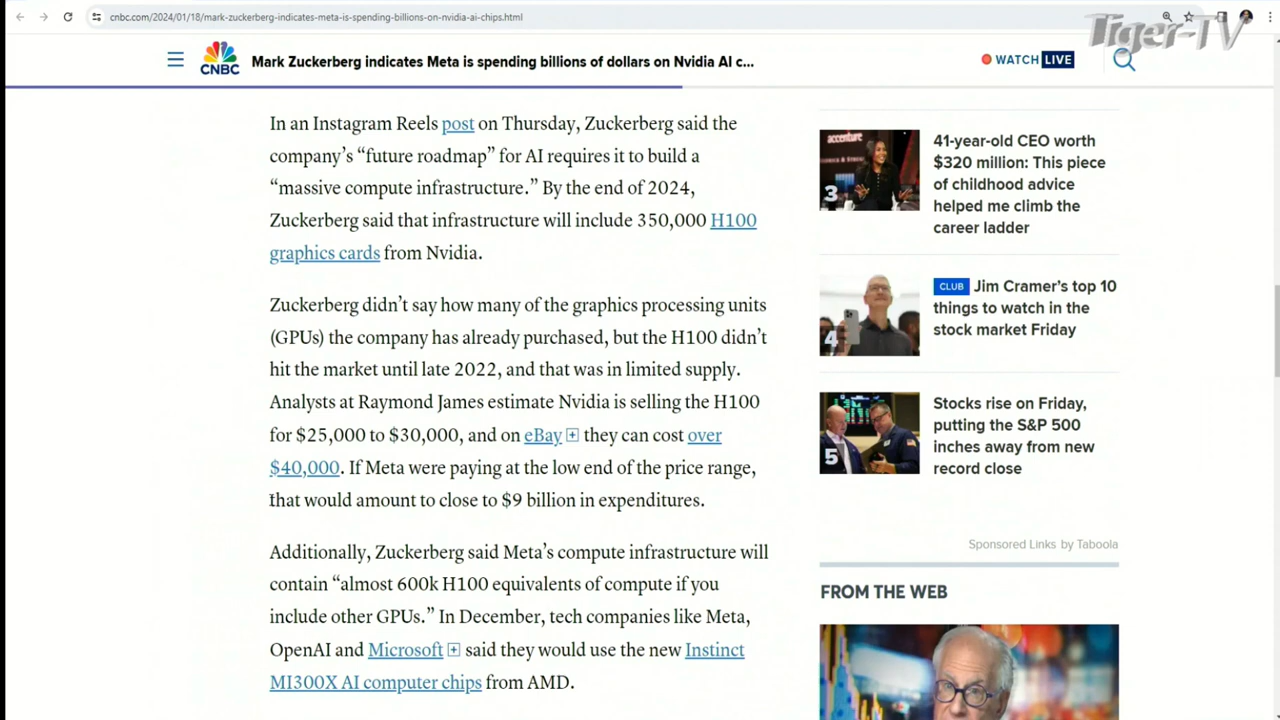 cnbc.com/2024/01/18/mark-zuckerberg-indicates-meta-is-spending-billions-on-nvidia-ai-chips.html
Tiger-TV
CNBC
Mark Zuckerberg indicates Meta is spending billions of dollars on Nvidia AI c...
WATCH LIVE
In an Instagram Reels post on Thursday, Zuckerberg said the
company’s “future roadmap” for AI requires it to build a
“massive compute infrastructure.” By the end of 2024,
Zuckerberg said that infrastructure will include 350,000 H100
graphics cards from Nvidia.
Zuckerberg didn’t say how many of the graphics processing units
(GPUs) the company has already purchased, but the H100 didn’t
hit the market until late 2022, and that was in limited supply.
Analysts at Raymond James estimate Nvidia is selling the H100
for $25,000 to $30,000, and on eBay they can cost over
$40,000. If Meta were paying at the low end of the price range,
that would amount to close to $9 billion in expenditures.
Additionally, Zuckerberg said Meta’s compute infrastructure will
contain “almost 600k H100 equivalents of compute if you
include other GPUs.” In December, tech companies like Meta,
OpenAI and Microsoft said they would use the new Instinct
MI300X AI computer chips from AMD.
accenture
3
41-year-old CEO worth
$320 million: This piece
of childhood advice
helped me climb the
career ladder
4
CLUB Jim Cramer’s top 10
things to watch in the
stock market Friday
5
Stocks rise on Friday,
putting the S&P 500
inches away from new
record close
Sponsored Links by Taboola
FROM THE WEB